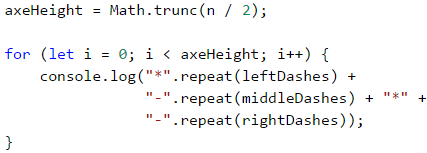 axeHeight = Math.trunc(n / 2);
for (let i = 0; i < axeHeight; i++) {
    console.log("*".repeat(leftDashes) +
        "-".repeat(middleDashes) + "*" +
        "-".repeat(rightDashes));
}